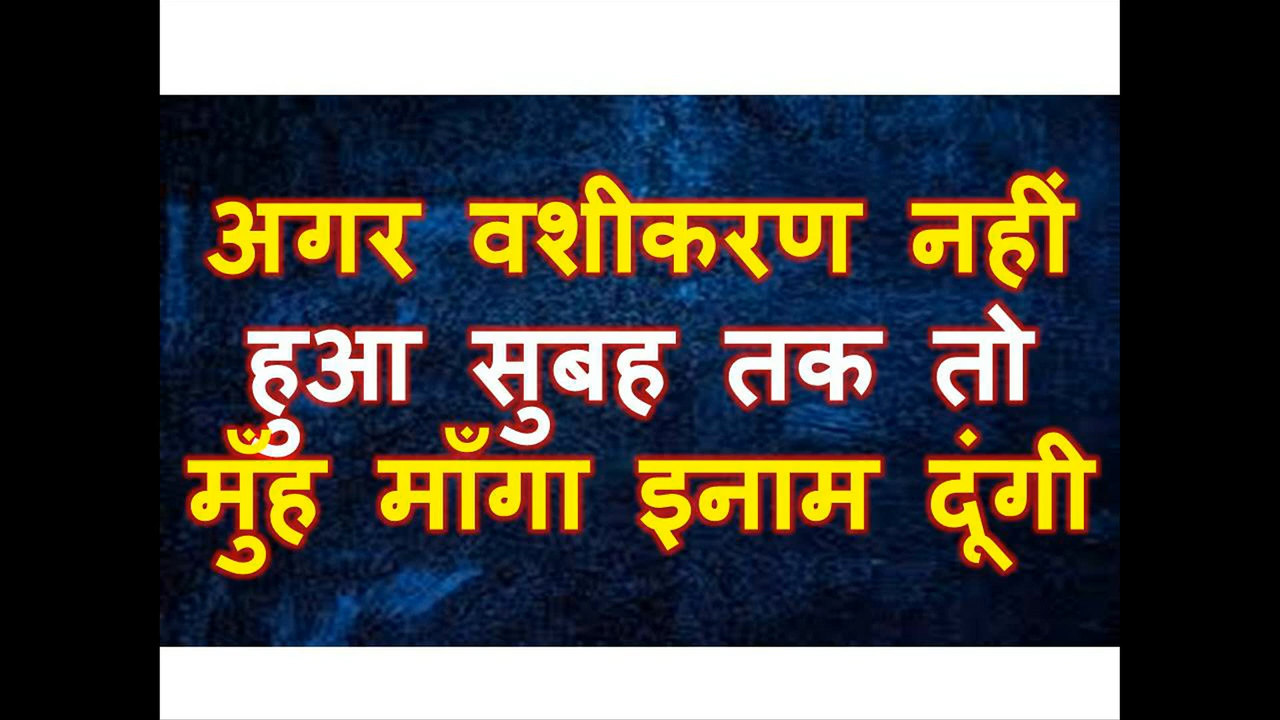 अगर वशीकरण नहीं
हुआ सुबह तक तो
मुँह माँगा इनाम दूंगी